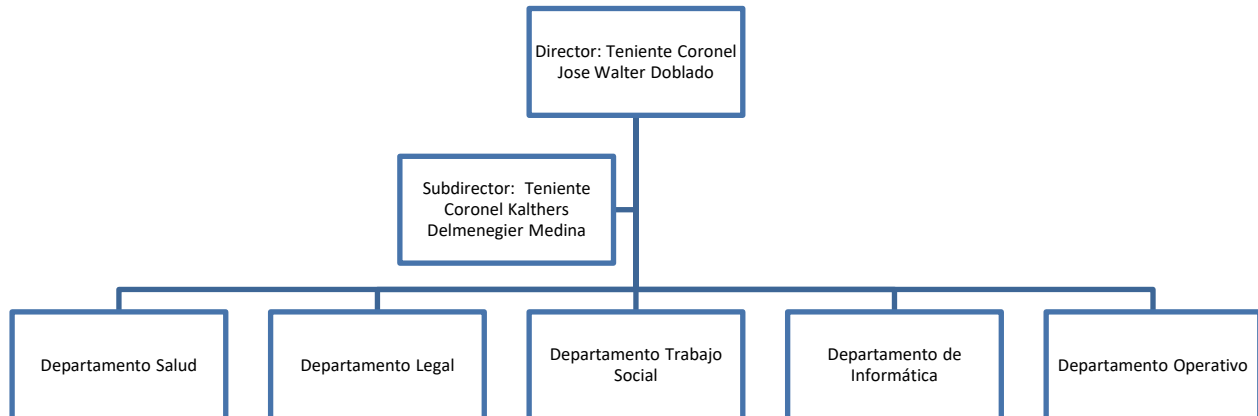 Director: Teniente Coronel
Jose Walter Doblado
Subdirector:  Teniente
Coronel Kalthers
Delmenegier Medina
Departamento Salud
Departamento Legal
Departamento Trabajo
Social
Departamento de
Informática
Departamento Operativo